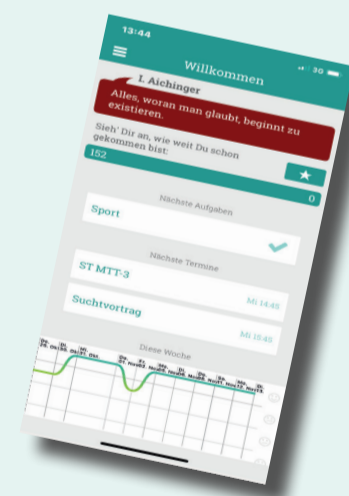 13:44
3G
Willkommen
I. Aichinger
Alles, woran man glaubt, beginnt zu
existieren.
Sieh' Dir an, wie weit Du schon
gekommen bist:
152 0
Nächste Aufgaben
Sport
Nächste Termine
ST MTT-3 Mi 14:45
Suchtvortrag Mi 15:45
Diese Woche